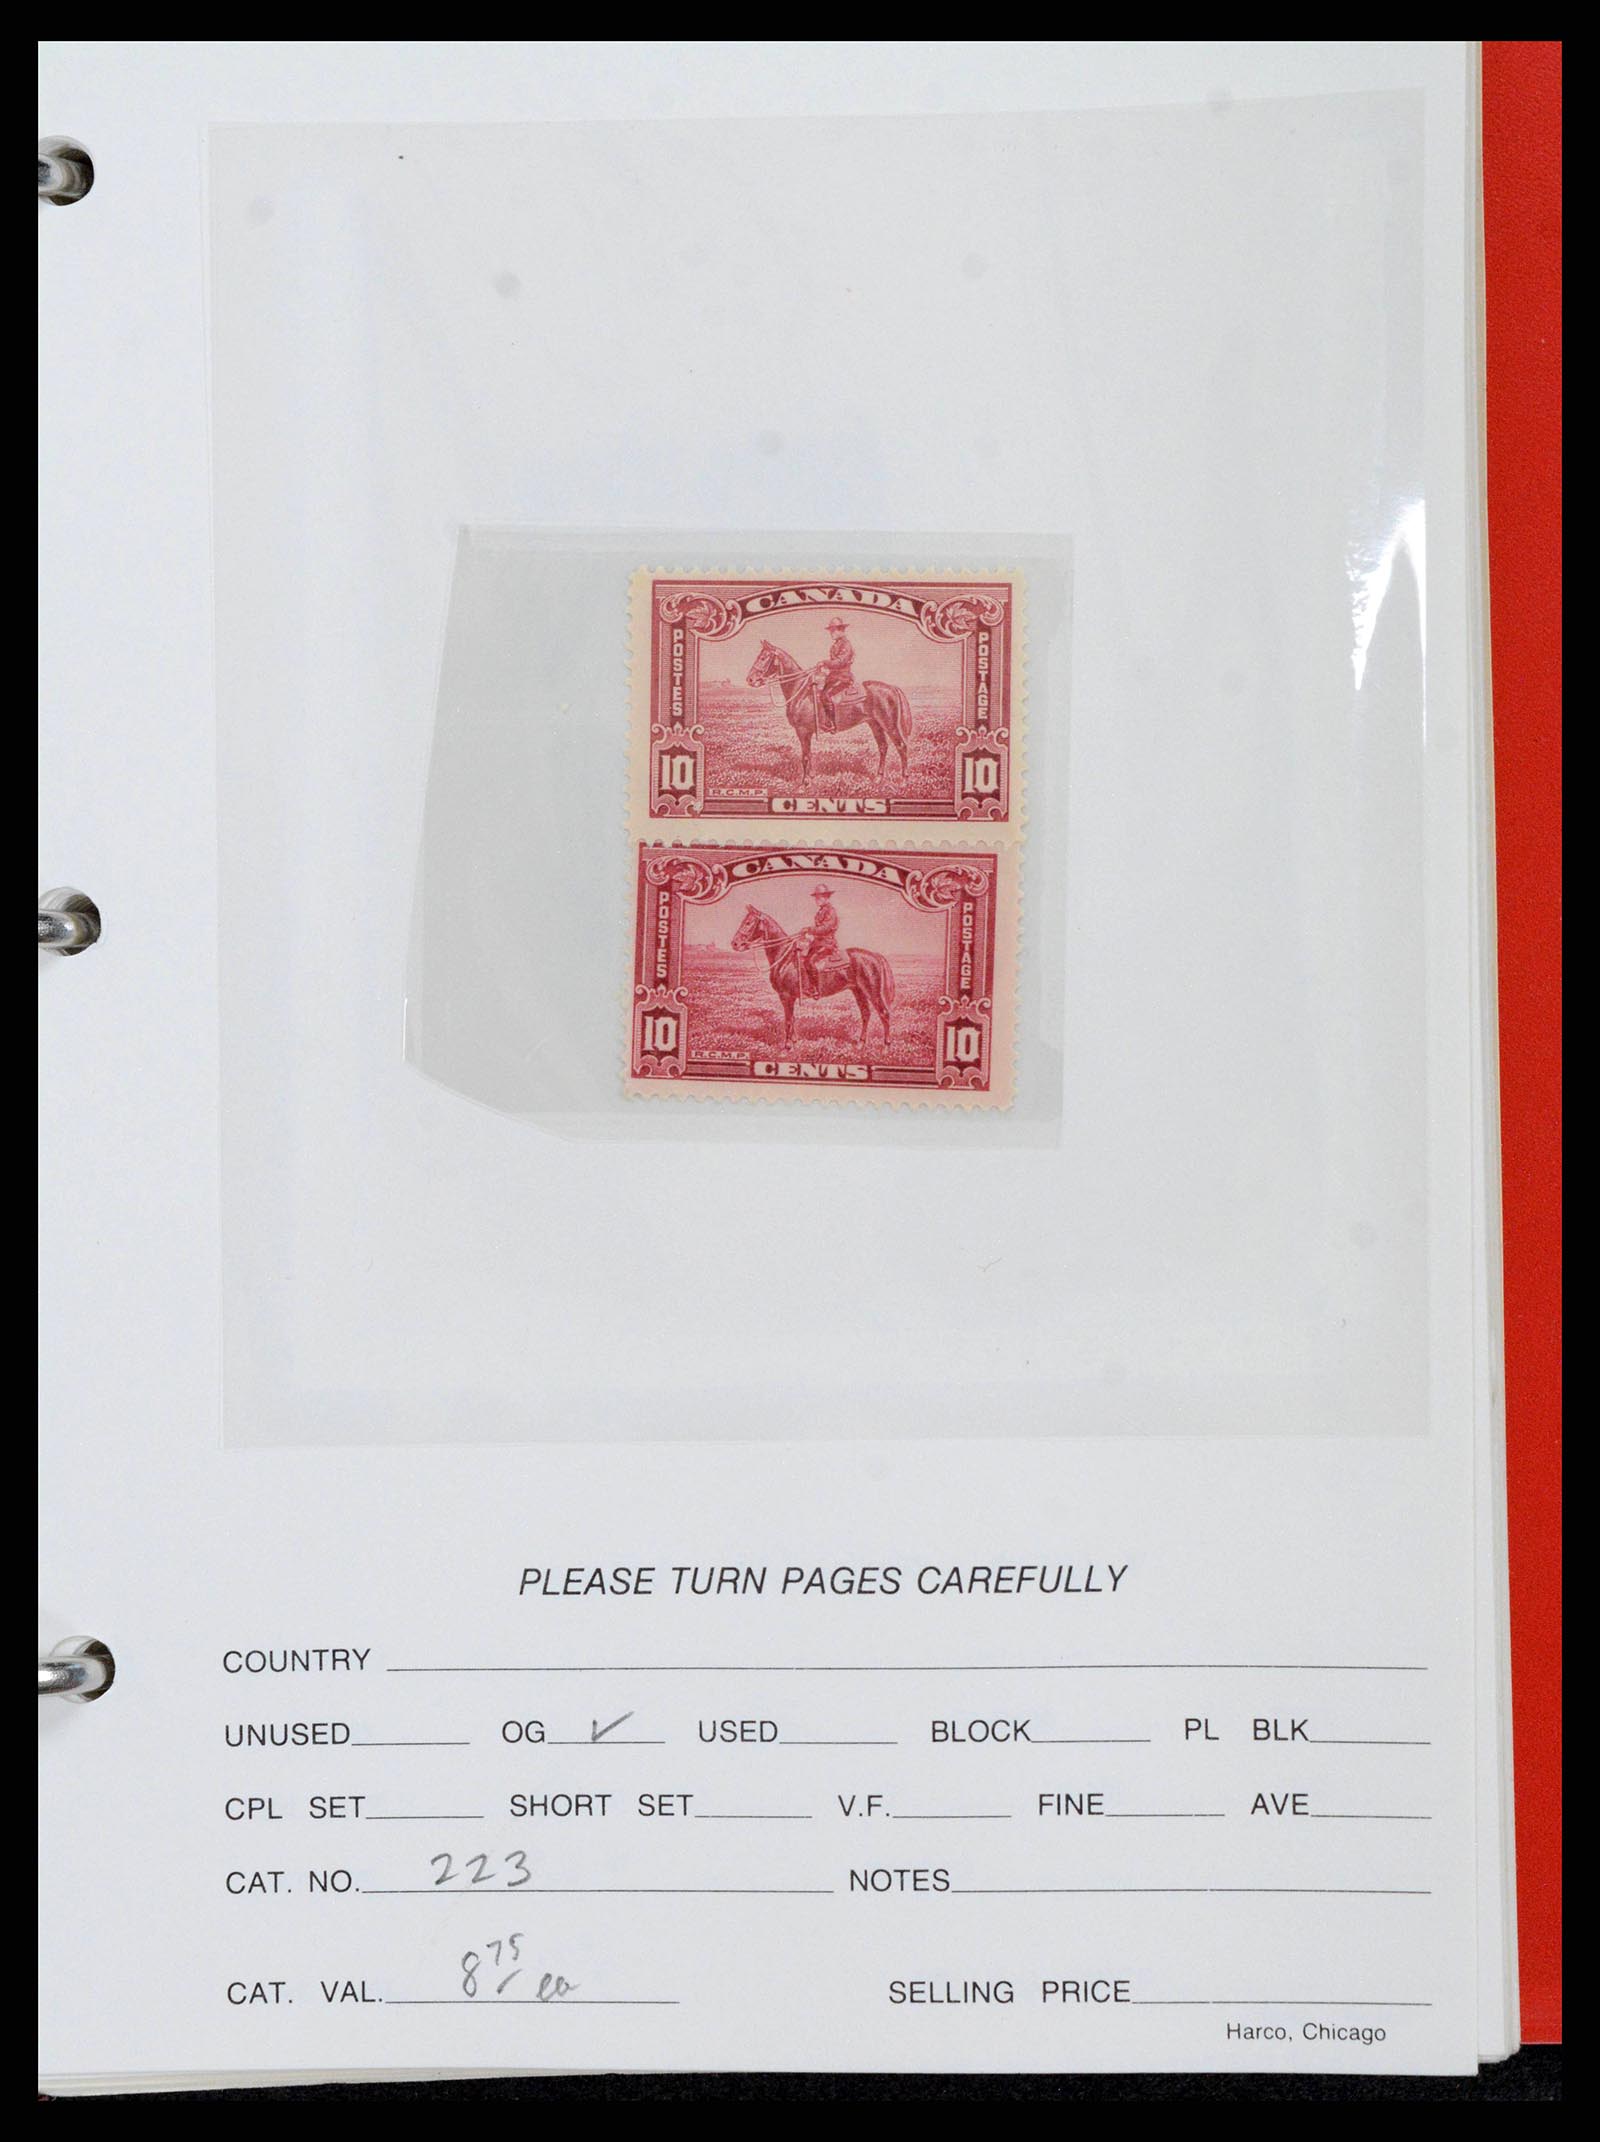 CANADA
POSTES POSTAGE
10 R.C.M.P. 10
CENTS
CANADA
POSTES POSTAGE
10 R.C.M.P. 10
CENTS
PLEASE TURN PAGES CAREFULLY
COUNTRY
UNUSED OG ✓ USED BLOCK PL BLK
CPL SET SHORT SET V.F. FINE AVE
CAT. NO. 223 NOTES
CAT. VAL. 8 75/ea SELLING PRICE
Harco, Chicago